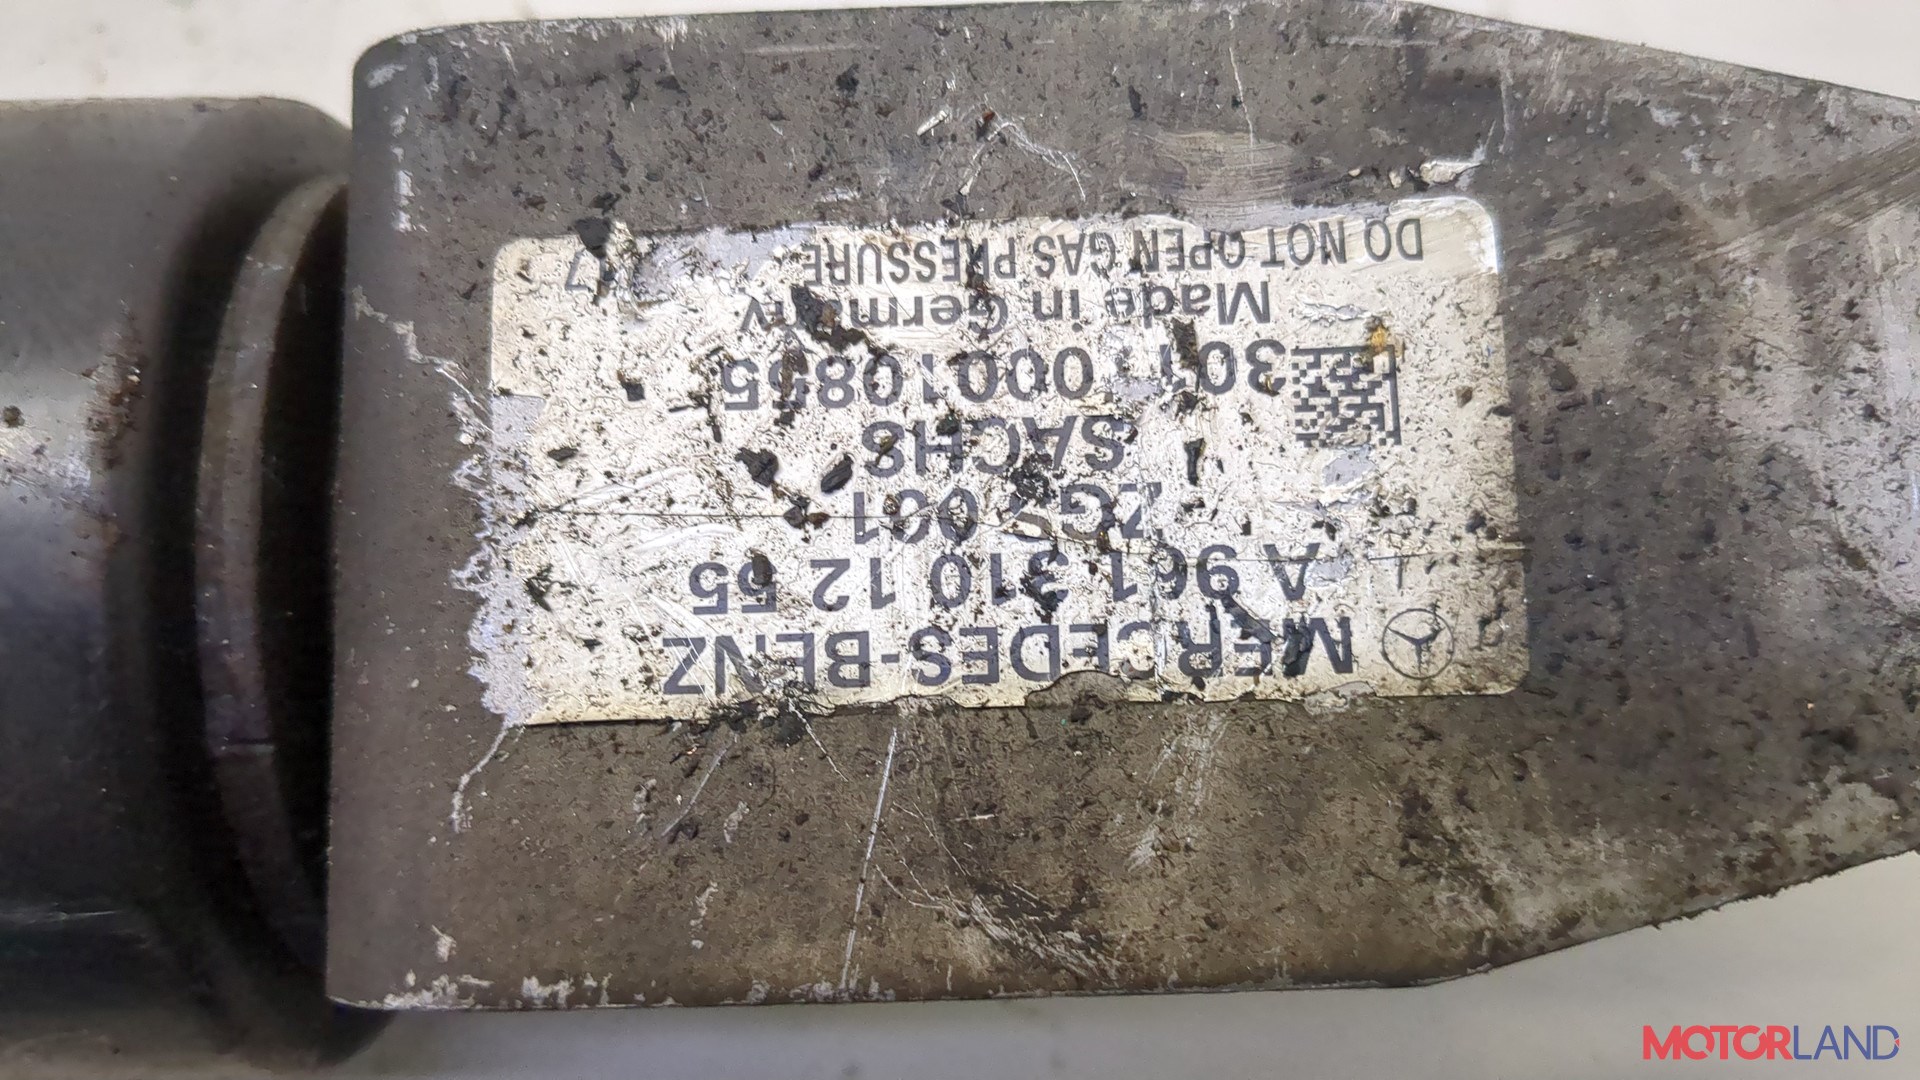 MERCEDES-BENZ
A 961 310 12 55
ZGS 001
SACHS
301 00010855
Made in Germany
DO NOT OPEN GAS PRESSURE
MOTORLAND